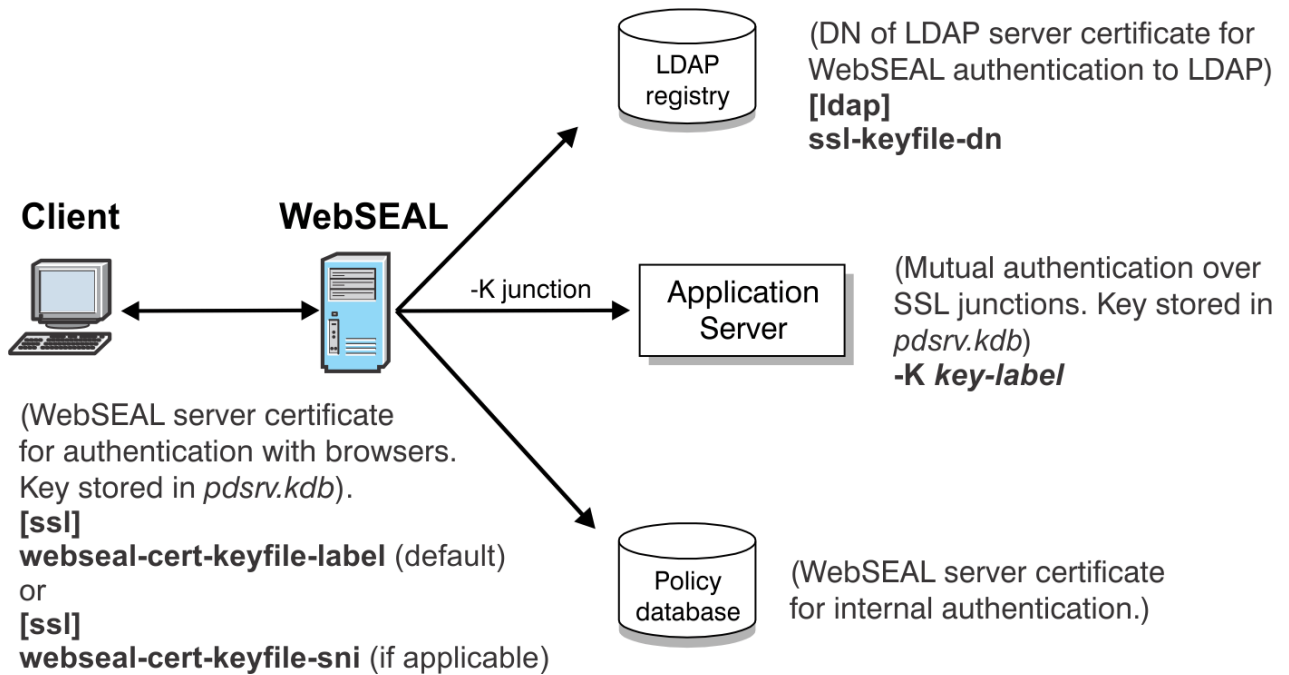 LDAP
registry
(DN of LDAP server certificate for
WebSEAL authentication to LDAP)
[ldap]
ssl-keyfile-dn
Client
WebSEAL
-K junction
Application
Server
(Mutual authentication over
SSL junctions. Key stored in
pdsrv.kdb)
-K key-label
(WebSEAL server certificate
for authentication with browsers.
Key stored in pdsrv.kdb).
[ssl]
webseal-cert-keyfile-label (default)
or
[ssl]
webseal-cert-keyfile-sni (if applicable)
Policy
database
(WebSEAL server certificate
for internal authentication.)